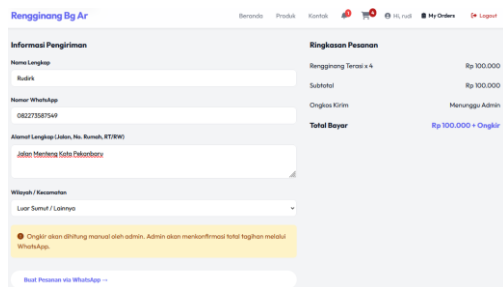 Rengginang Bg Ar
Beranda Produk Kontak Hi, rudi My Orders Logout
Informasi Pengiriman
Nama Lengkap
Rudirk
Nomor WhatsApp
082273587549
Alamat Lengkap (Jalan, No. Rumah, RT/RW)
Jalan Menteng Kota Pekanbaru
Wilayah / Kecamatan
Luar Sumut / Lainnya
Ongkir akan dihitung manual oleh admin. Admin akan menkonfirmasi total tagihan melalui
WhatsApp.
Buat Pesanan via WhatsApp →
Ringkasan Pesanan
Rengginang Terasi x 4 Rp 100.000
Subtotal Rp 100.000
Ongkos Kirim Menunggu Admin
Total Bayar Rp 100.000 + Ongkir